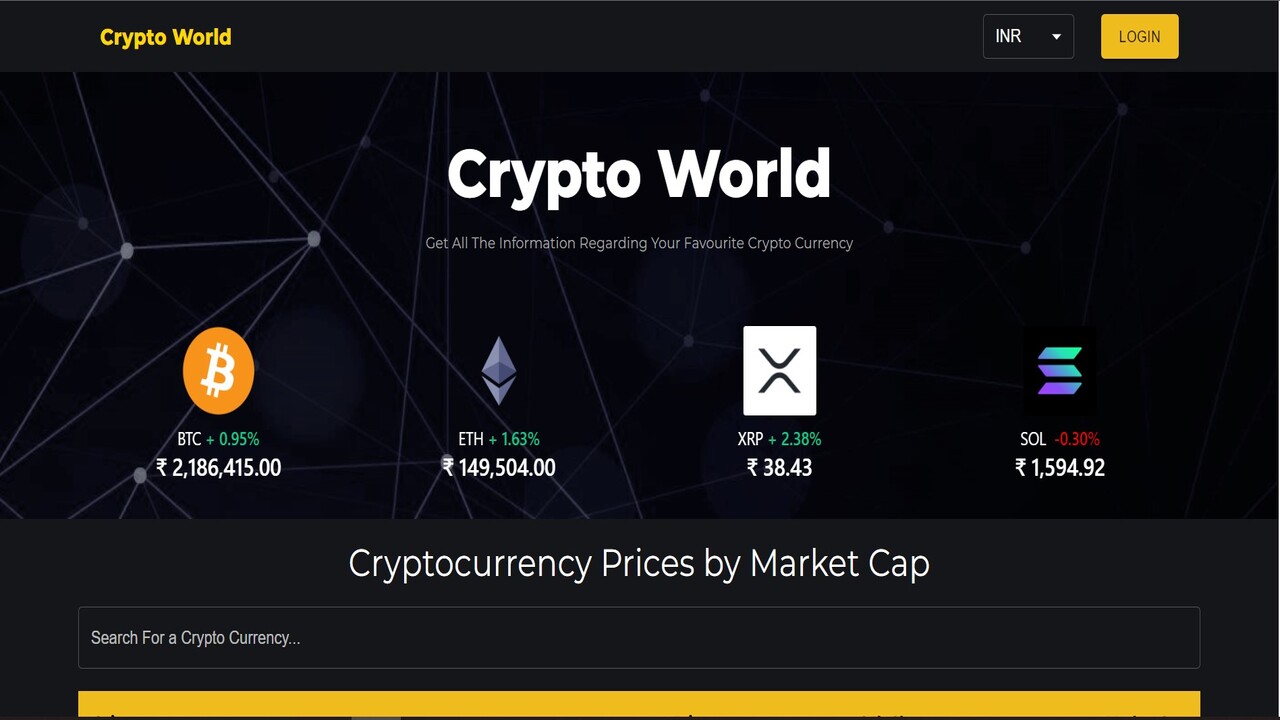 Crypto World
INR
LOGIN
Crypto World
Get All The Information Regarding Your Favourite Crypto Currency
BTC + 0.95%
₹ 2,186,415.00
ETH + 1.63%
₹ 149,504.00
XRP + 2.38%
₹ 38.43
SOL -0.30%
₹ 1,594.92
Cryptocurrency Prices by Market Cap
Search For a Crypto Currency...